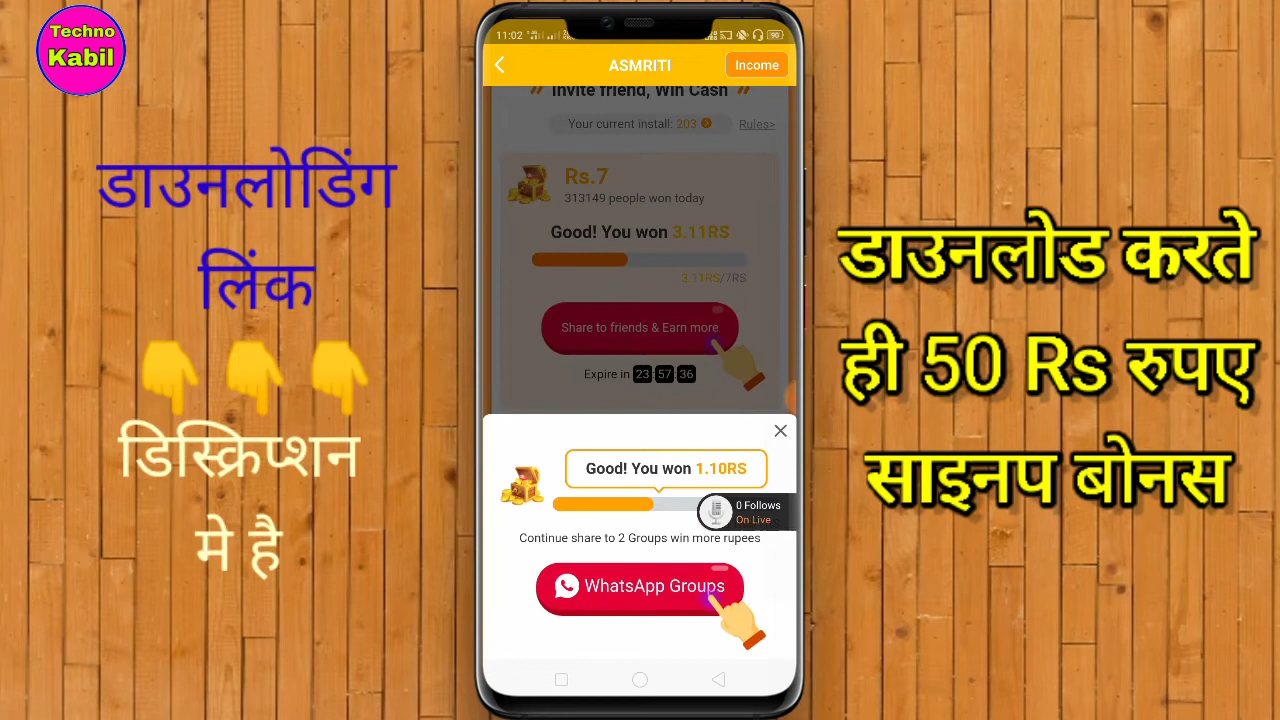 Techno
Kabil
डाउनलोडिंग
लिंक
डिस्क्रिप्शन
मे है
11:02
90
ASMRITI
Income
Invite friend, Win Cash
Your current install: 203
Rules>
Rs.7
313149 people won today
Good! You won 3.11RS
3.11RS/7RS
Share to friends & Earn more
Expire in 23:57:36
Good! You won 1.10RS
0 Follows
On Live
Continue share to 2 Groups win more rupees
WhatsApp Groups
डाउनलोड करते
ही 50 Rs रुपए
साइनप बोनस